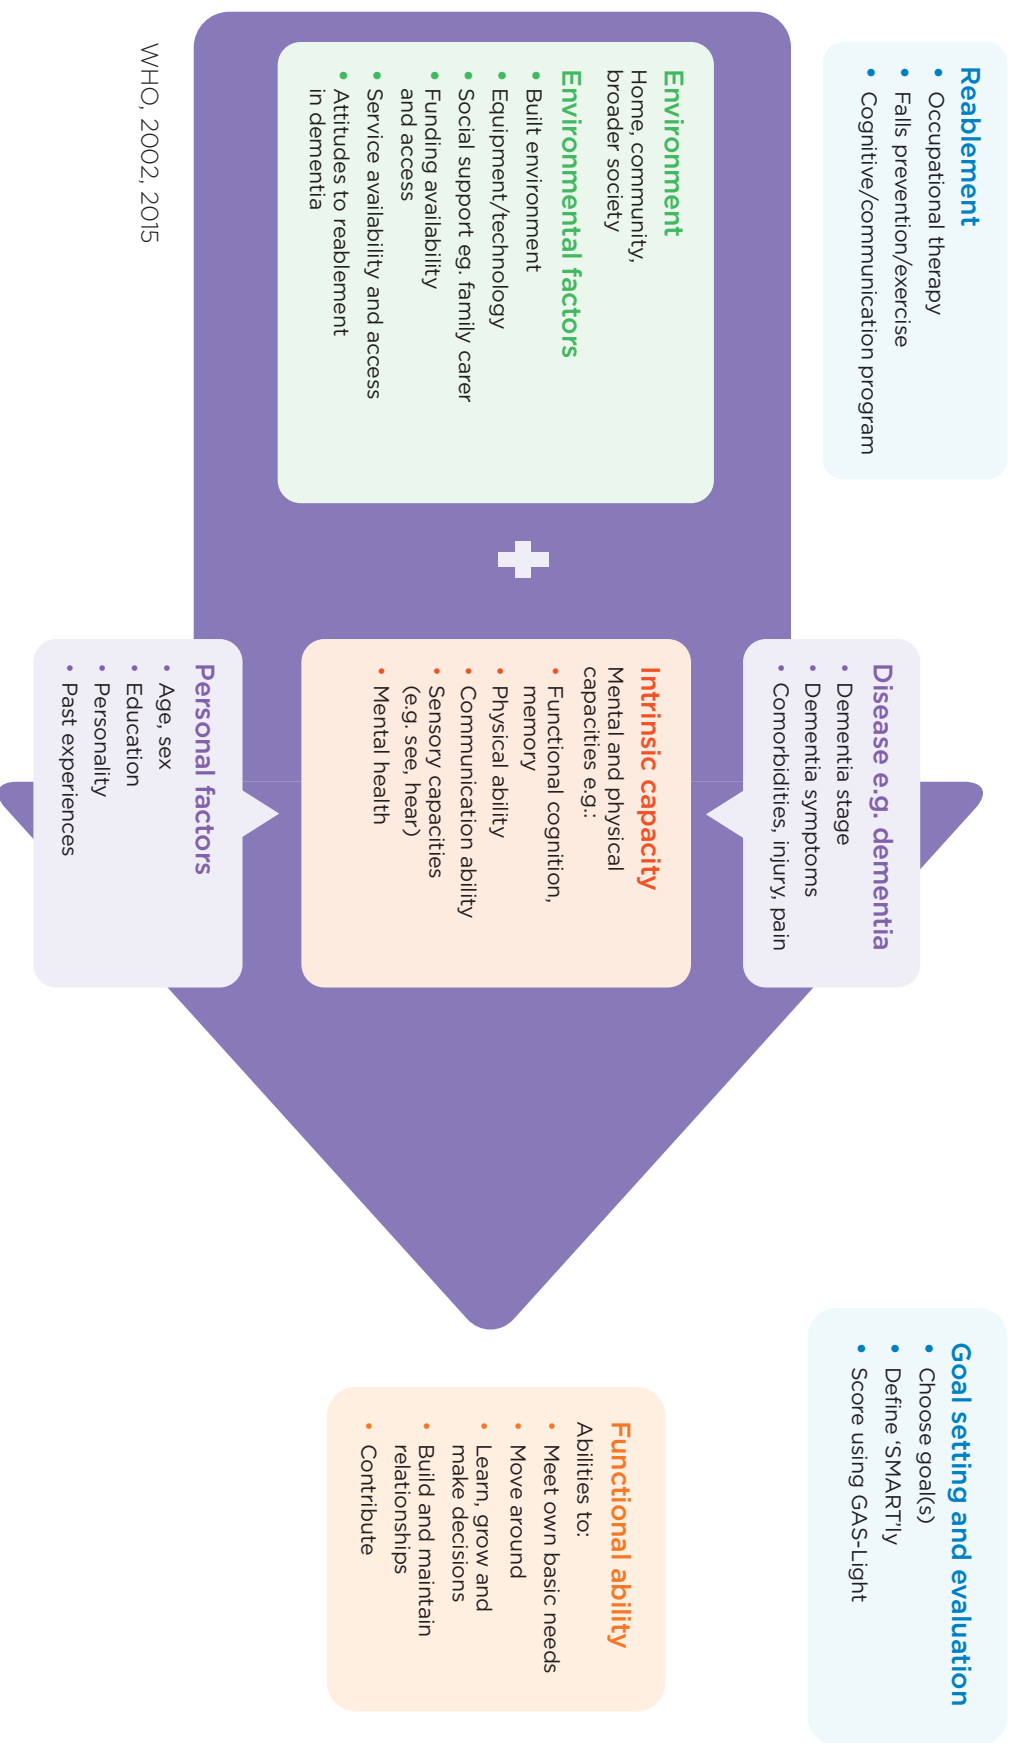 Reablement
• Occupational therapy
• Falls prevention/exercise
• Cognitive/communication program
Environment
Home, community,
broader society
Environmental factors
• Built environment
• Equipment/technology
• Social support eg. family carer
• Funding availability
and access
• Service availability and access
• Attitudes to reablement
in dementia
Disease e.g. dementia
• Dementia stage
• Dementia symptoms
• Comorbidities, injury, pain
Intrinsic capacity
Mental and physical
capacities e.g.:
• Functional cognition,
memory
• Physical ability
• Communication ability
• Sensory capacities
(e.g. see, hear)
• Mental health
Personal factors
• Age, sex
• Education
• Personality
• Past experiences
Goal setting and evaluation
• Choose goal(s)
• Define ‘SMART’ly
• Score using GAS-Light
Functional ability
Abilities to:
• Meet own basic needs
• Move around
• Learn, grow and
make decisions
• Build and maintain
relationships
• Contribute
WHO, 2002, 2015